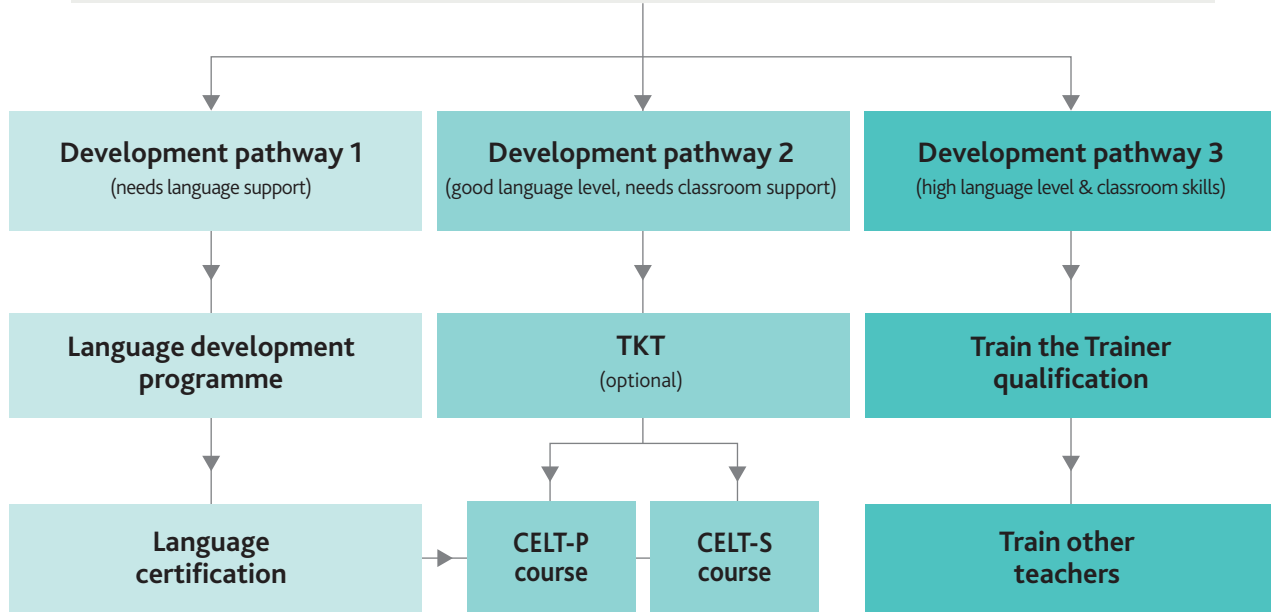 Development pathway 1
(needs language support)
Development pathway 2
(good language level, needs classroom support)
Development pathway 3
(high language level & classroom skills)
Language development
programme
TKT
(optional)
Train the Trainer
qualification
Language
certification
CELT-P
course
CELT-S
course
Train other
teachers